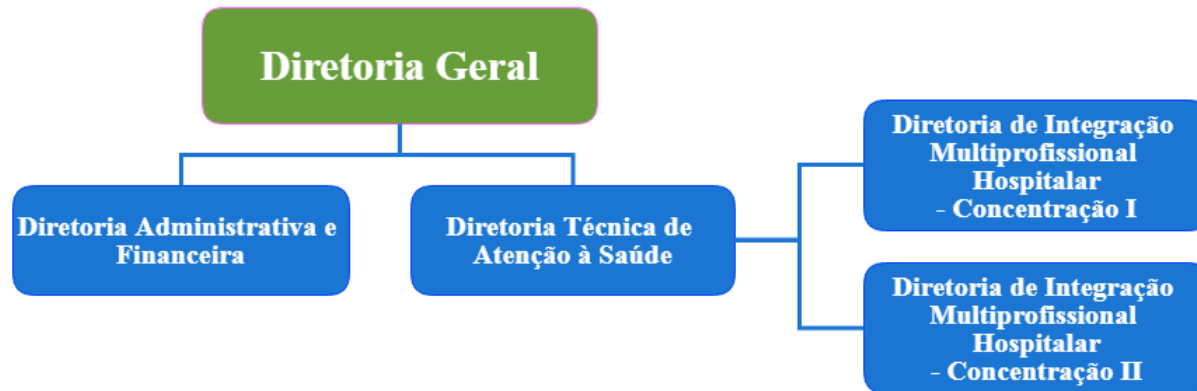 Diretoria Geral
Diretoria Administrativa e
Financeira
Diretoria Técnica de
Atenção à Saúde
Diretoria de Integração
Multiprofissional
Hospitalar
- Concentração I
Diretoria de Integração
Multiprofissional
Hospitalar
- Concentração II